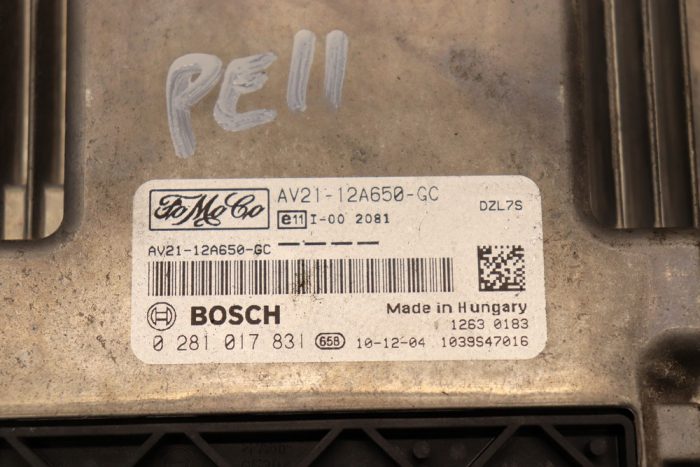 PE11
FoMoCo AV21-12A650-GC
e11 I-00 2081 DZL7S
AV21-12A650-GC
BOSCH Made in Hungary
1263 0183
0 281 017 831 658 10-12-04 1039S47016